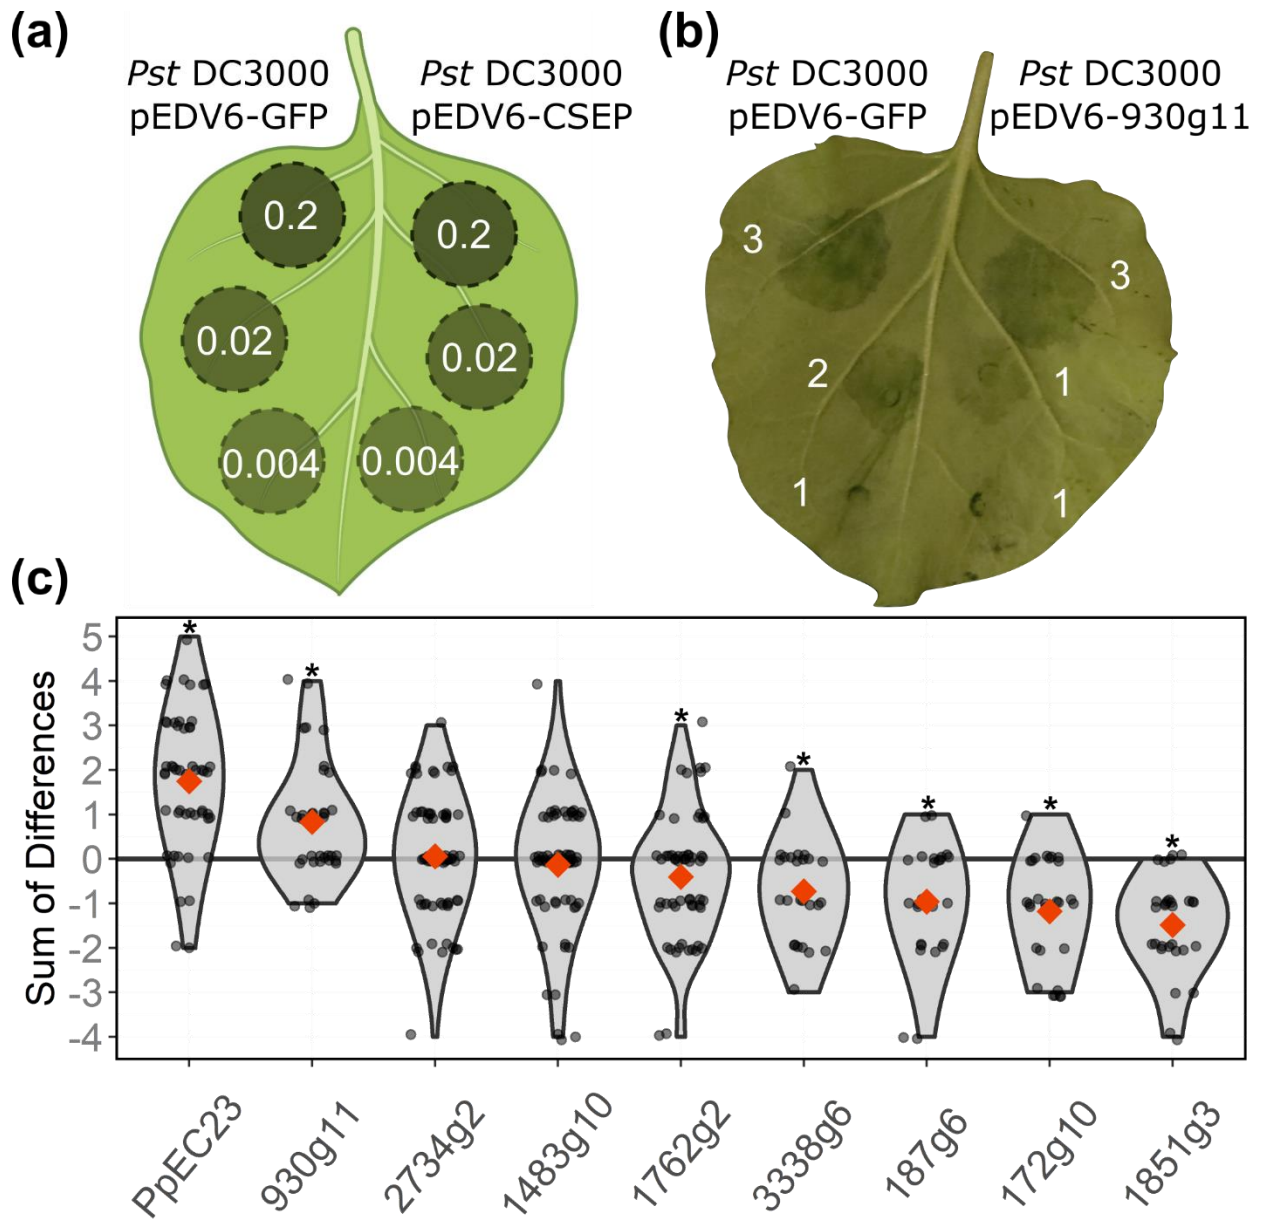 (a)
Pst DC3000
pEDV6-GFP
Pst DC3000
pEDV6-CSEP
0.2
0.2
0.02
0.02
0.004
0.004
(b)
Pst DC3000
pEDV6-GFP
Pst DC3000
pEDV6-930g11
3
3
2
1
1
1
(c)
Sum of Differences
5
4
3
2
1
0
-1
-2
-3
-4
*
*
*
*
*
*
*
PpEC23
930g11
2734g2
1483g10
1762g2
3338g6
187g6
172g10
1851g3